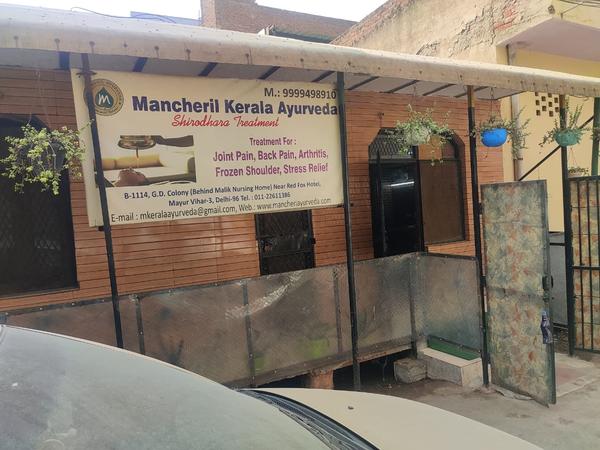 M.: 9999498910
Mancheril Kerala Ayurveda
Shirodhara Treatment
Treatment For :
Joint Pain, Back Pain, Arthritis,
Frozen Shoulder, Stress Relief
B-1114, G.D. Colony (Behind Malik Nursing Home) Near Red Fox Hotel,
Mayur Vihar-3, Delhi-96 Tel. : 011-22611386
E-mail : mkeralaayurveda@gmail.com, Web.: www.mancheriayurveda.com